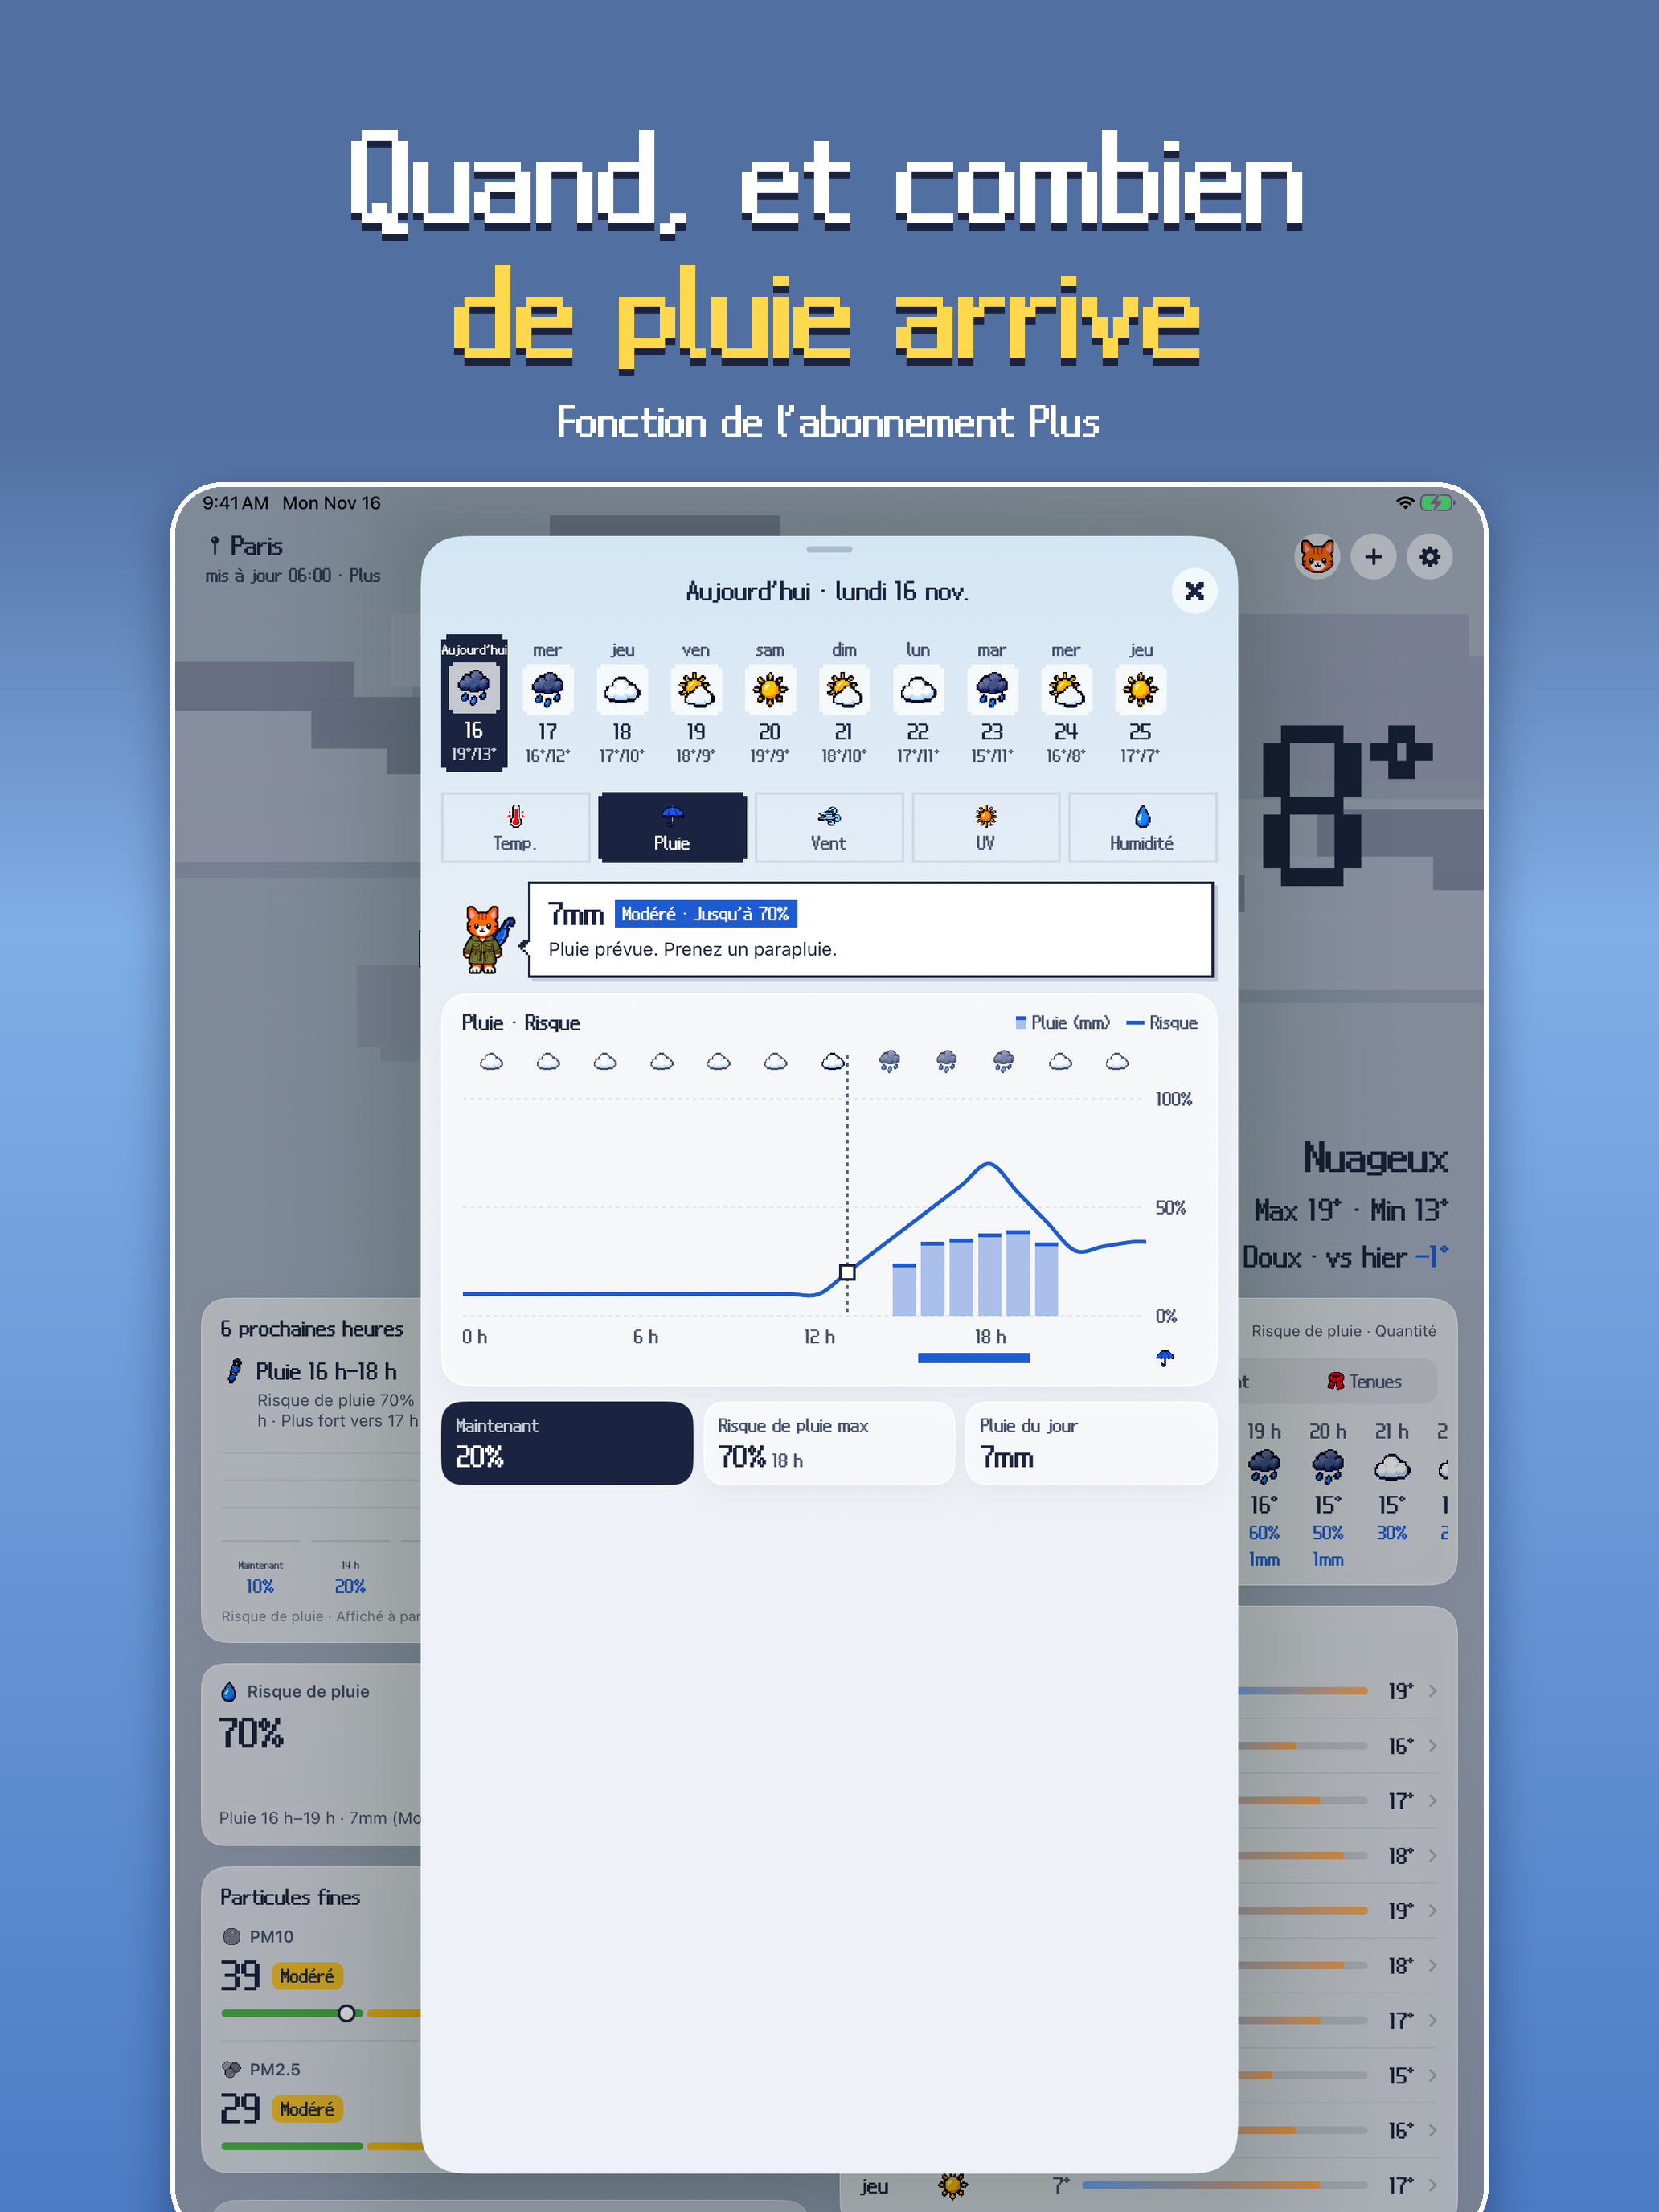 Quand, et combien
de pluie arrive
Fonction de l'abonnement Plus
9:41 AM Mon Nov 16
Paris
mis à jour 06:00 · Plus
Aujourd'hui · lundi 16 nov.
Aujourd'hui mer jeu ven sam dim lun mar mer jeu
16 17 18 19 20 21 22 23 24 25
19°/13° 16°/12° 17°/10° 18°/9° 19°/9° 18°/10° 17°/11° 15°/11° 16°/8° 17°/7°
Temp. Pluie Vent UV Humidité
7mm Modéré · Jusqu'à 70%
Pluie prévue. Prenez un parapluie.
Pluie · Risque
Pluie (mm) Risque
100%
50%
0%
0 h 6 h 12 h 18 h
Maintenant
20%
Risque de pluie max
70% 18 h
Pluie du jour
7mm
8°
Nuageux
Max 19° · Min 13°
Doux · vs hier -1°
6 prochaines heures
Pluie 16 h–18 h
Risque de pluie 70%
h · Plus fort vers 17 h
Maintenant 14 h
10% 20%
Risque de pluie · Affiché à
Risque de pluie · Quantité
Tenues
19 h 20 h 21 h
16° 15° 15°
60% 50% 30%
1mm 1mm
Risque de pluie
70%
Pluie 16 h–19 h · 7mm
Particules fines
PM10
39 Modéré
PM2.5
29 Modéré
19°
16°
17°
18°
19°
18°
17°
15°
16°
jeu 7° 17°